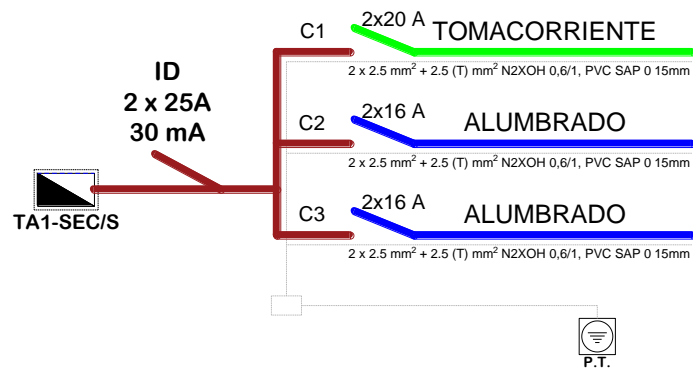 C1 2x20 A TOMACORRIENTE
2 x 2.5 mm² + 2.5 (T) mm² N2XOH 0,6/1, PVC SAP 0 15mm
ID
2 x 25A
30 mA
C2 2x16 A ALUMBRADO
2 x 2.5 mm² + 2.5 (T) mm² N2XOH 0,6/1, PVC SAP 0 15mm
TA1-SEC/S
C3 2x16 A ALUMBRADO
2 x 2.5 mm² + 2.5 (T) mm² N2XOH 0,6/1, PVC SAP 0 15mm
P.T.